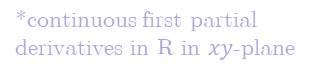 *continuous first partial
derivatives in R in xy-plane